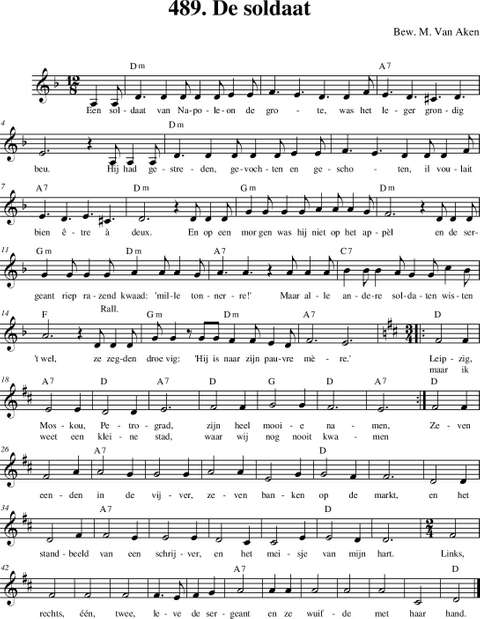 489. De soldaat
Bew. M. Van Aken
Dm A7
12 8
Een sol-daat van Na-po-le-on de gro-te, was het le-ger gron-dig
4 Dm
beu. Hij had ge-stre-den, ge-voch-ten en ge-scho-ten, il vou-lait
7 A7 Dm Gm Dm
bien ê-tre à deux. En op een mor gen was hij niet op het ap-pèl en de ser-
11 Gm Dm A7 C7
geant riep ra-zend kwaad: 'mil-le ton-ner-re!' Maar al-le an-de-re sol-da-ten wis-ten
Rall.
14 F Gm Dm A7 3 4
't wel, ze zeg-den droe vig: 'Hij is naar zijn pau-vre mè-re.' Leip-zig,
maar ik
18 A7 A7 D G D A7 D
Mos-kou, Pe-tro-grad, zijn heel mooi-e na-men, Ze-ven
weet een klei-ne stad, waar wij nog nooit kwa-men
26 A7 A7 G A7 D
een-den in de vij-ver, ze-ven ban-ken op de markt, en het
34 A7 D 2 4
stand-beeld van een schrij-ver, en het mei-sje van mijn hart. Links,
42 A7 D
rechts, één, twee, le-ve de ser-geant en ze wuif-de met haar hand.